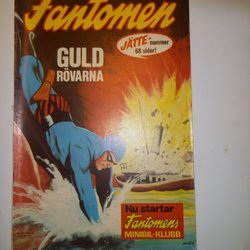 Fantomen
GULD
RÖVARNA
JÄTTE-nummer
68 sidor!
Nu startar
Fantomens
MINIBIL-KLUBB